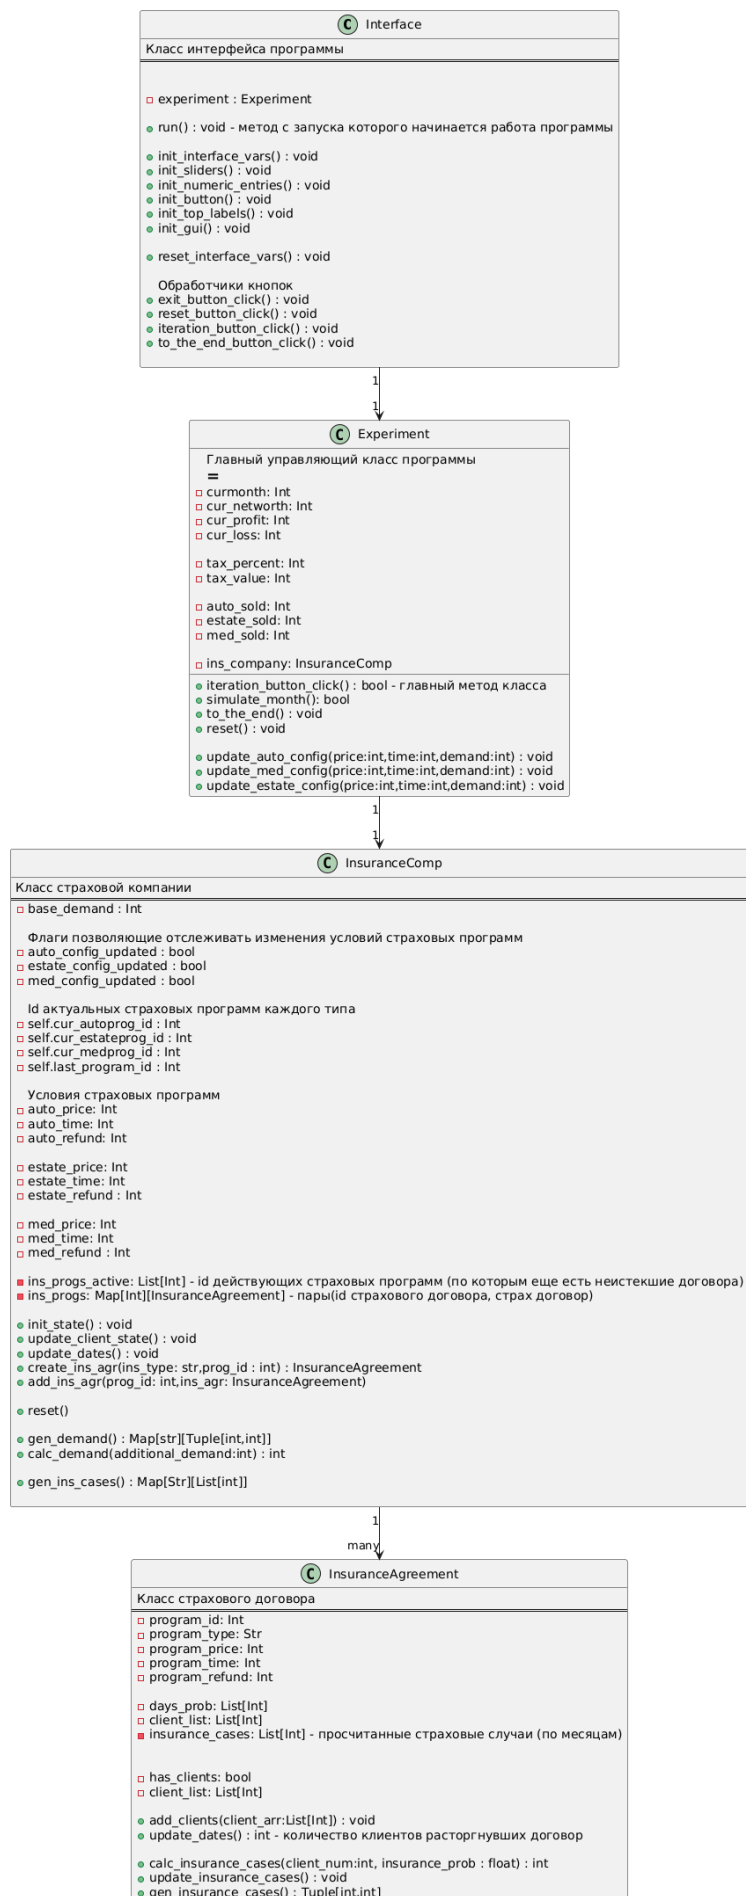 C Interface
Класс интерфейса программы
experiment : Experiment
run() : void - метод с запуска которого начинается работа программы
init_interface_vars() : void
init_sliders() : void
init_numeric_entries() : void
init_button() : void
init_top_labels() : void
init_gui() : void
reset_interface_vars() : void
Обработчики кнопок
exit_button_click() : void
reset_button_click() : void
iteration_button_click() : void
to_the_end_button_click() : void
1
1
C Experiment
Главный управляющий класс программы
=
curmonth: Int
cur_networth: Int
cur_profit: Int
cur_loss: Int
tax_percent: Int
tax_value: Int
auto_sold: Int
estate_sold: Int
med_sold: Int
ins_company: InsuranceComp
iteration_button_click() : bool - главный метод класса
simulate_month(): bool
to_the_end() : void
reset() : void
update_auto_config(price:int,time:int,demand:int) : void
update_med_config(price:int,time:int,demand:int) : void
update_estate_config(price:int,time:int,demand:int) : void
1
1
C InsuranceComp
Класс страховой компании
base_demand : Int
Флаги позволяющие отслеживать изменения условий страховых программ
auto_config_updated : bool
estate_config_updated : bool
med_config_updated : bool
Id актуальных страховых программ каждого типа
self.cur_autoprog_id : Int
self.cur_estateprog_id : Int
self.cur_medprog_id : Int
self.last_program_id : Int
Условия страховых программ
auto_price: Int
auto_time: Int
auto_refund: Int
estate_price: Int
estate_time: Int
estate_refund : Int
med_price: Int
med_time: Int
med_refund : Int
ins_progs_active: List[Int] - id действующих страховых программ (по которым еще есть неистекшие договора)
ins_progs: Map[Int][InsuranceAgreement] - пары(id страхового договора, страх договор)
init_state() : void
update_client_state() : void
update_dates() : void
create_ins_agr(ins_type: str,prog_id : int) : InsuranceAgreement
add_ins_agr(prog_id: int,ins_agr: InsuranceAgreement)
reset()
gen_demand() : Map[str][Tuple[int,int]]
calc_demand(additional_demand:int) : int
gen_ins_cases() : Map[Str][List[int]]
1
many
C InsuranceAgreement
Класс страхового договора
program_id: Int
program_type: Str
program_price: Int
program_time: Int
program_refund: Int
days_prob: List[Int]
client_list: List[Int]
insurance_cases: List[Int] - просчитанные страховые случаи (по месяцам)
has_clients: bool
client_list: List[Int]
add_clients(client_arr:List[Int]) : void
update_dates() : int - количество клиентов расторгнувших договор
calc_insurance_cases(client_num:int, insurance_prob : float) : int
update_insurance_cases() : void
gen_insurance_cases() : Tuple[int,int]